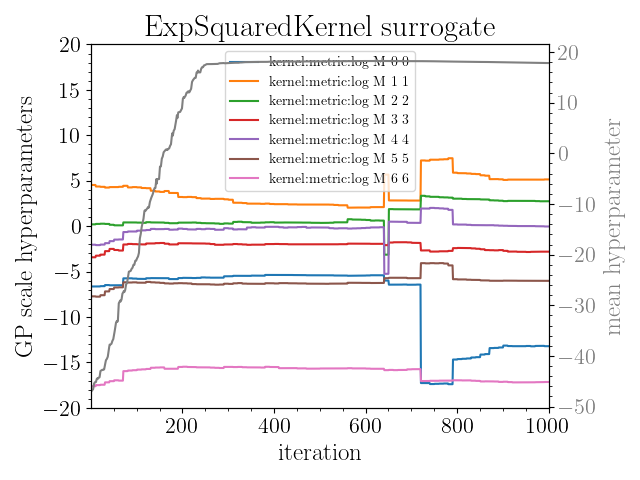 ExpSquaredKernel surrogate
GP scale hyperparameters
20
15
10
5
0
−5
−10
−15
−20
kernel:metric:log M 0 0
kernel:metric:log M 1 1
kernel:metric:log M 2 2
kernel:metric:log M 3 3
kernel:metric:log M 4 4
kernel:metric:log M 5 5
kernel:metric:log M 6 6
20
10
0
−10
−20
−30
−40
−50
mean hyperparameter
200
400
600
800
1000
iteration